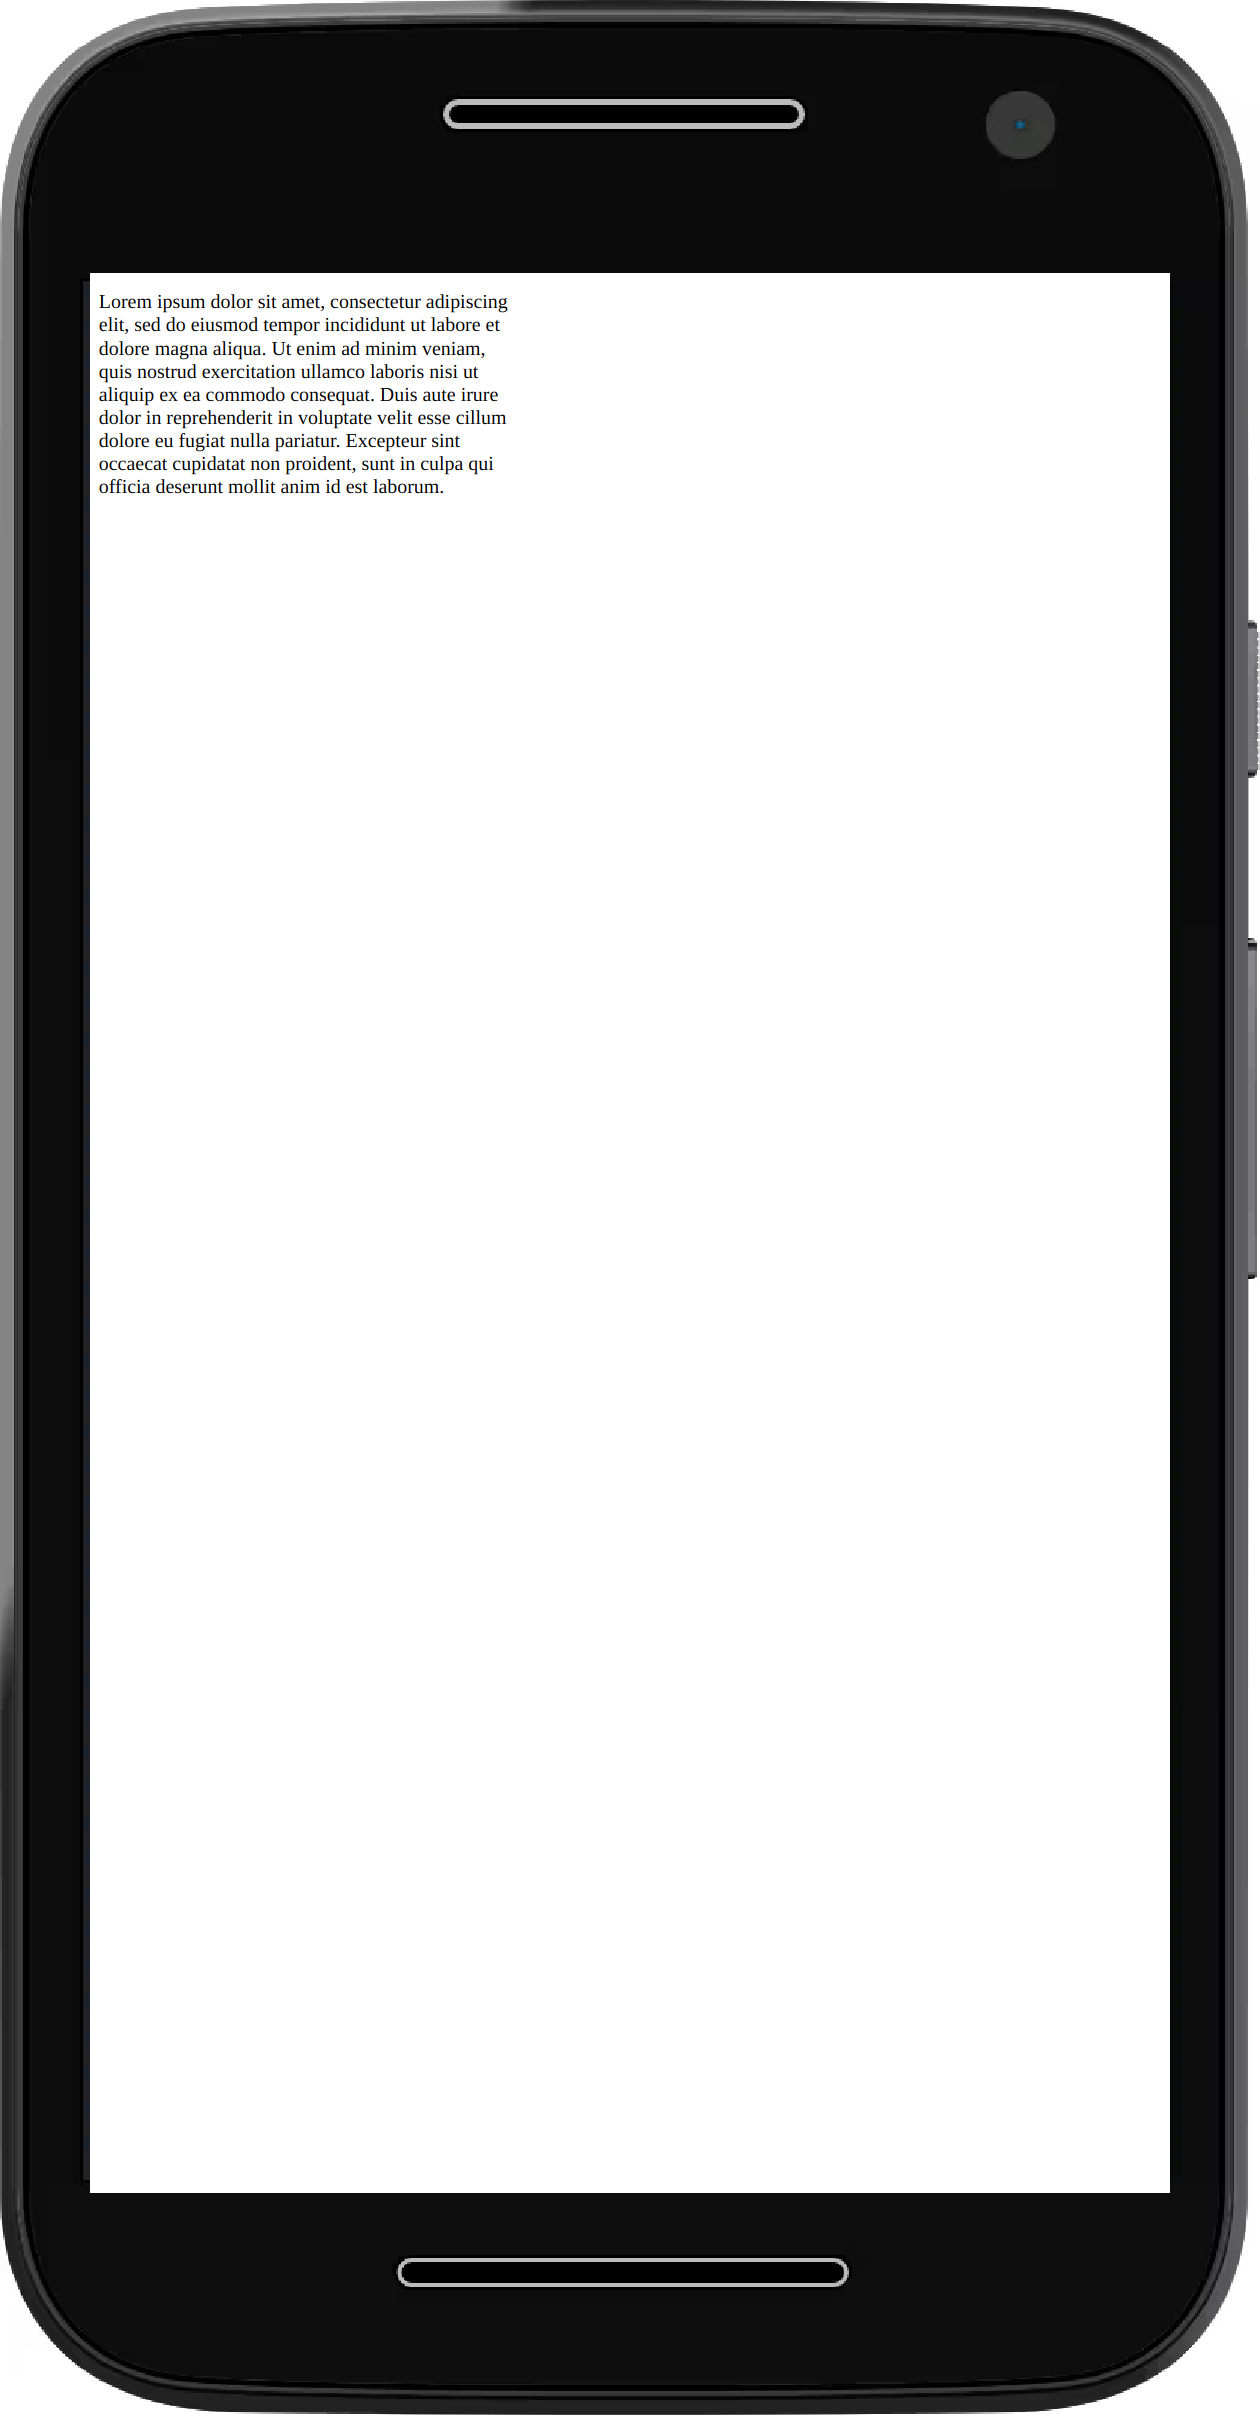 Lorem ipsum dolor sit amet, consectetur adipiscing
elit, sed do eiusmod tempor incididunt ut labore et
dolore magna aliqua. Ut enim ad minim veniam,
quis nostrud exercitation ullamco laboris nisi ut
aliquip ex ea commodo consequat. Duis aute irure
dolor in reprehenderit in voluptate velit esse cillum
dolore eu fugiat nulla pariatur. Excepteur sint
occaecat cupidatat non proident, sunt in culpa qui
officia deserunt mollit anim id est laborum.